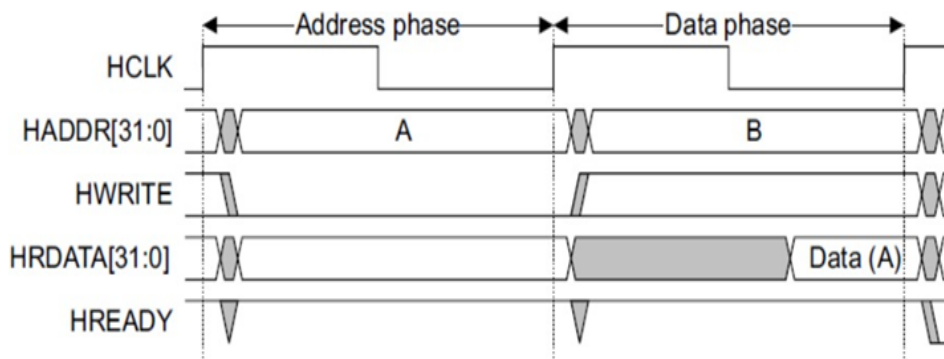 Address phase Data phase
HCLK
HADDR[31:0] A B
HWRITE
HRDATA[31:0] Data (A)
HREADY